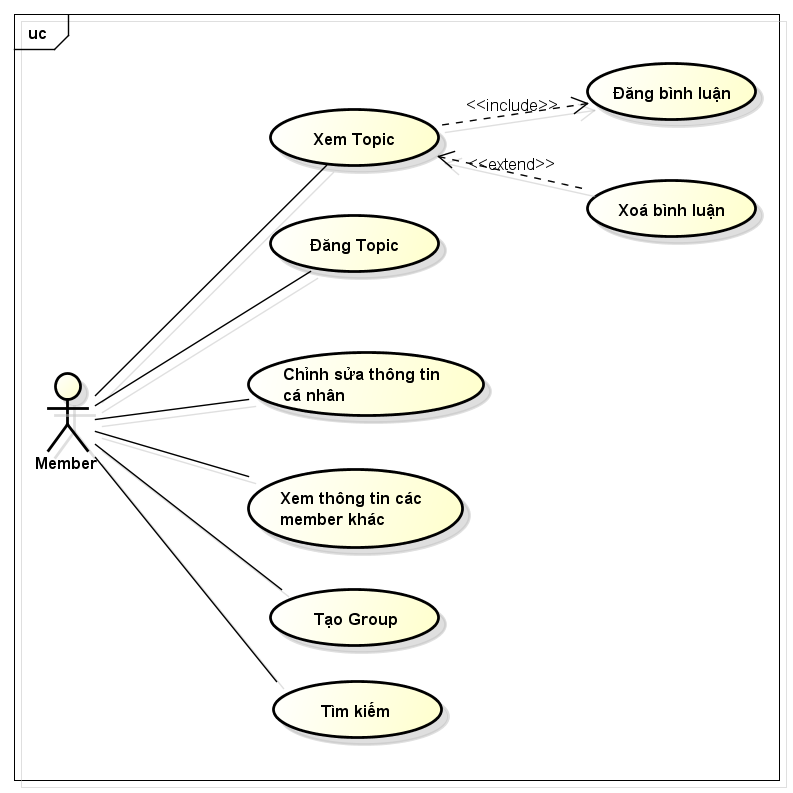 uc
Đăng bình luận
<<include>>
Xem Topic
<<extend>>
Xoá bình luận
Đăng Topic
Chỉnh sửa thông tin
cá nhân
Member
Xem thông tin các
member khác
Tạo Group
Tìm kiếm